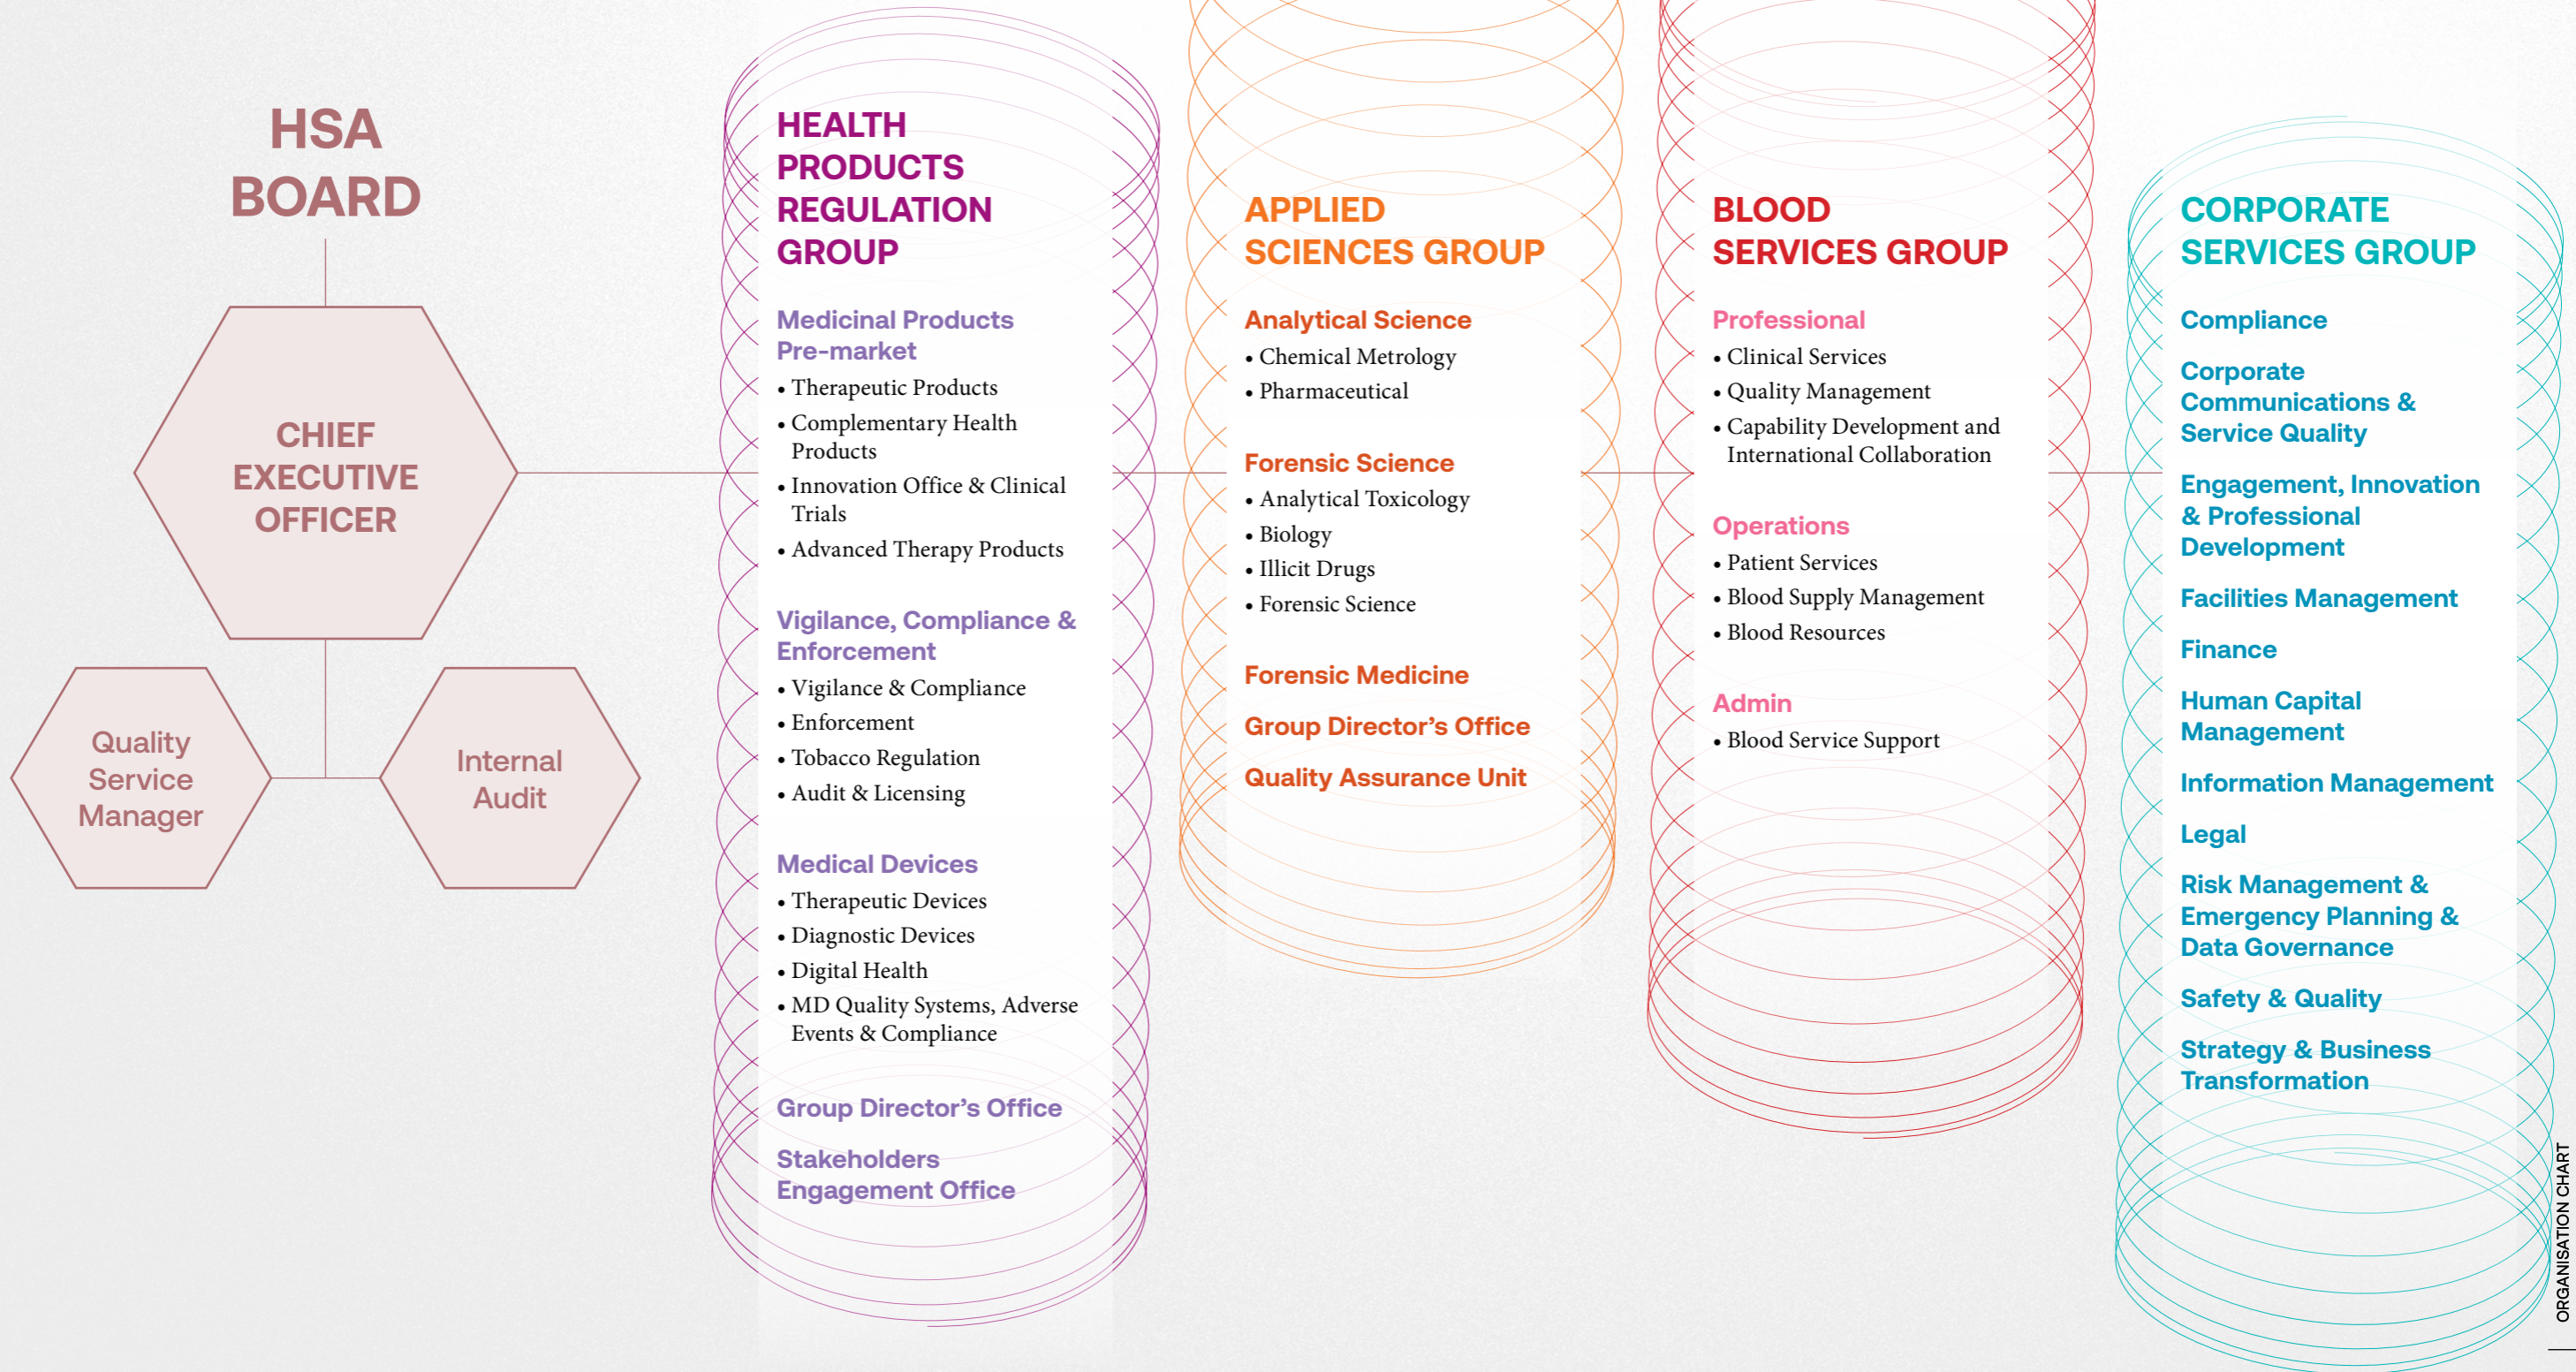 HSA
BOARD
CHIEF
EXECUTIVE
OFFICER
Quality
Service
Manager
Internal
Audit
HEALTH
PRODUCTS
REGULATION
GROUP
Medicinal Products
Pre-market
• Therapeutic Products
• Complementary Health
Products
• Innovation Office & Clinical
Trials
• Advanced Therapy Products
Vigilance, Compliance &
Enforcement
• Vigilance & Compliance
• Enforcement
• Tobacco Regulation
• Audit & Licensing
Medical Devices
• Therapeutic Devices
• Diagnostic Devices
• Digital Health
• MD Quality Systems, Adverse
Events & Compliance
Group Director’s Office
Stakeholders
Engagement Office
APPLIED
SCIENCES GROUP
Analytical Science
• Chemical Metrology
• Pharmaceutical
Forensic Science
• Analytical Toxicology
• Biology
• Illicit Drugs
• Forensic Science
Forensic Medicine
Group Director’s Office
Quality Assurance Unit
BLOOD
SERVICES GROUP
Professional
• Clinical Services
• Quality Management
• Capability Development and
International Collaboration
Operations
• Patient Services
• Blood Supply Management
• Blood Resources
Admin
• Blood Service Support
CORPORATE
SERVICES GROUP
Compliance
Corporate
Communications &
Service Quality
Engagement, Innovation
& Professional
Development
Facilities Management
Finance
Human Capital
Management
Information Management
Legal
Risk Management &
Emergency Planning &
Data Governance
Safety & Quality
Strategy & Business
Transformation
ORGANISATION CHART